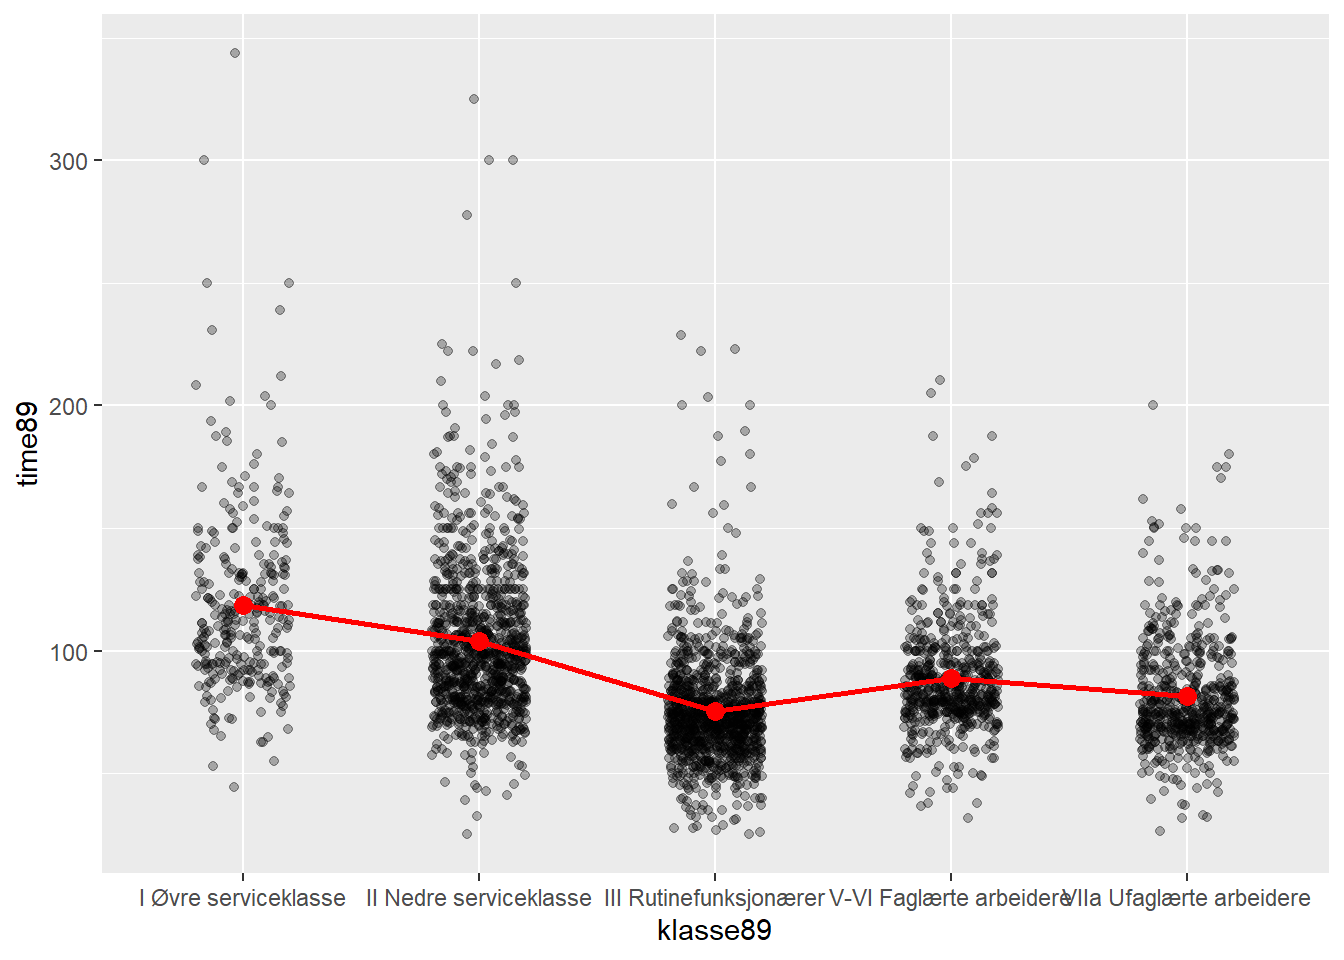 300
200
100
time89
I Øvre serviceklasse
II Nedre serviceklasse
III Rutinefunksjonærer
V-VI Faglærte arbeidere
VIIa Ufaglærte arbeidere
klasse89